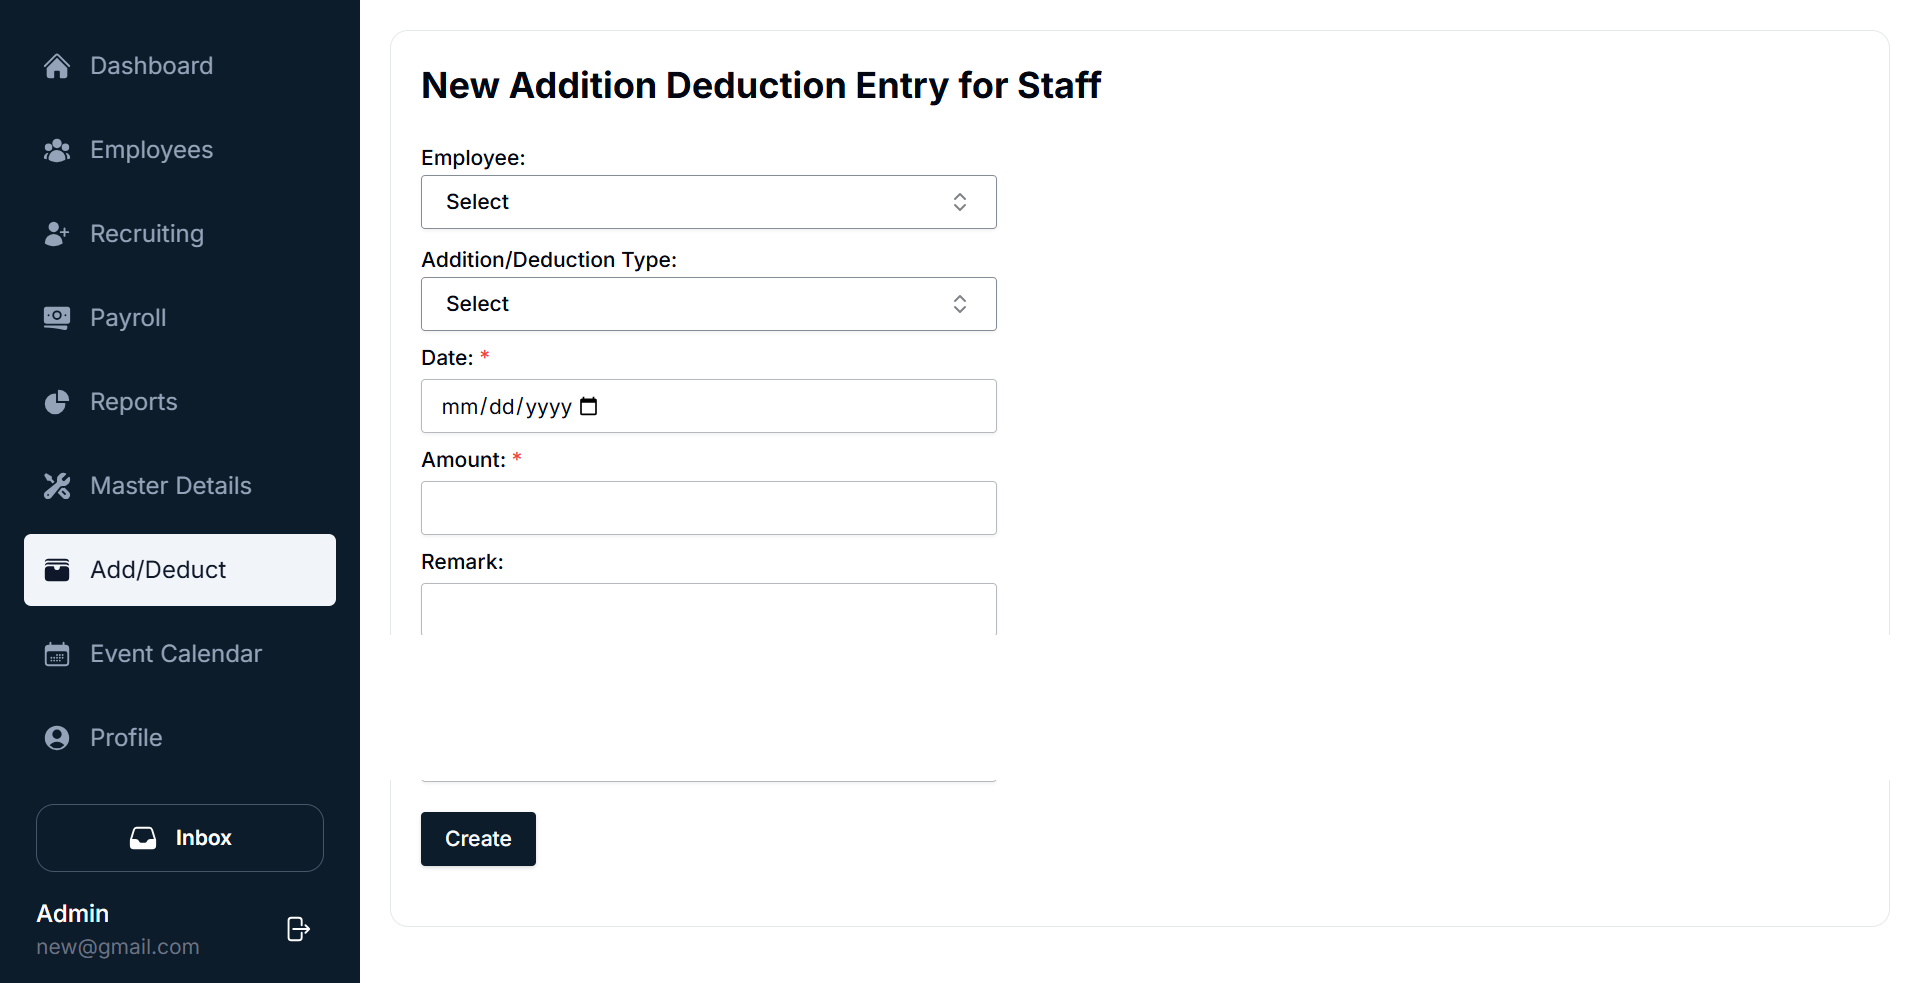 Dashboard
Employees
Recruiting
Payroll
Reports
Master Details
Add/Deduct
Event Calendar
Profile
Inbox
Admin
new@gmail.com
New Addition Deduction Entry for Staff
Employee:
Select
Addition/Deduction Type:
Select
Date: *
mm/dd/yyyy
Amount: *
Remark:
Create